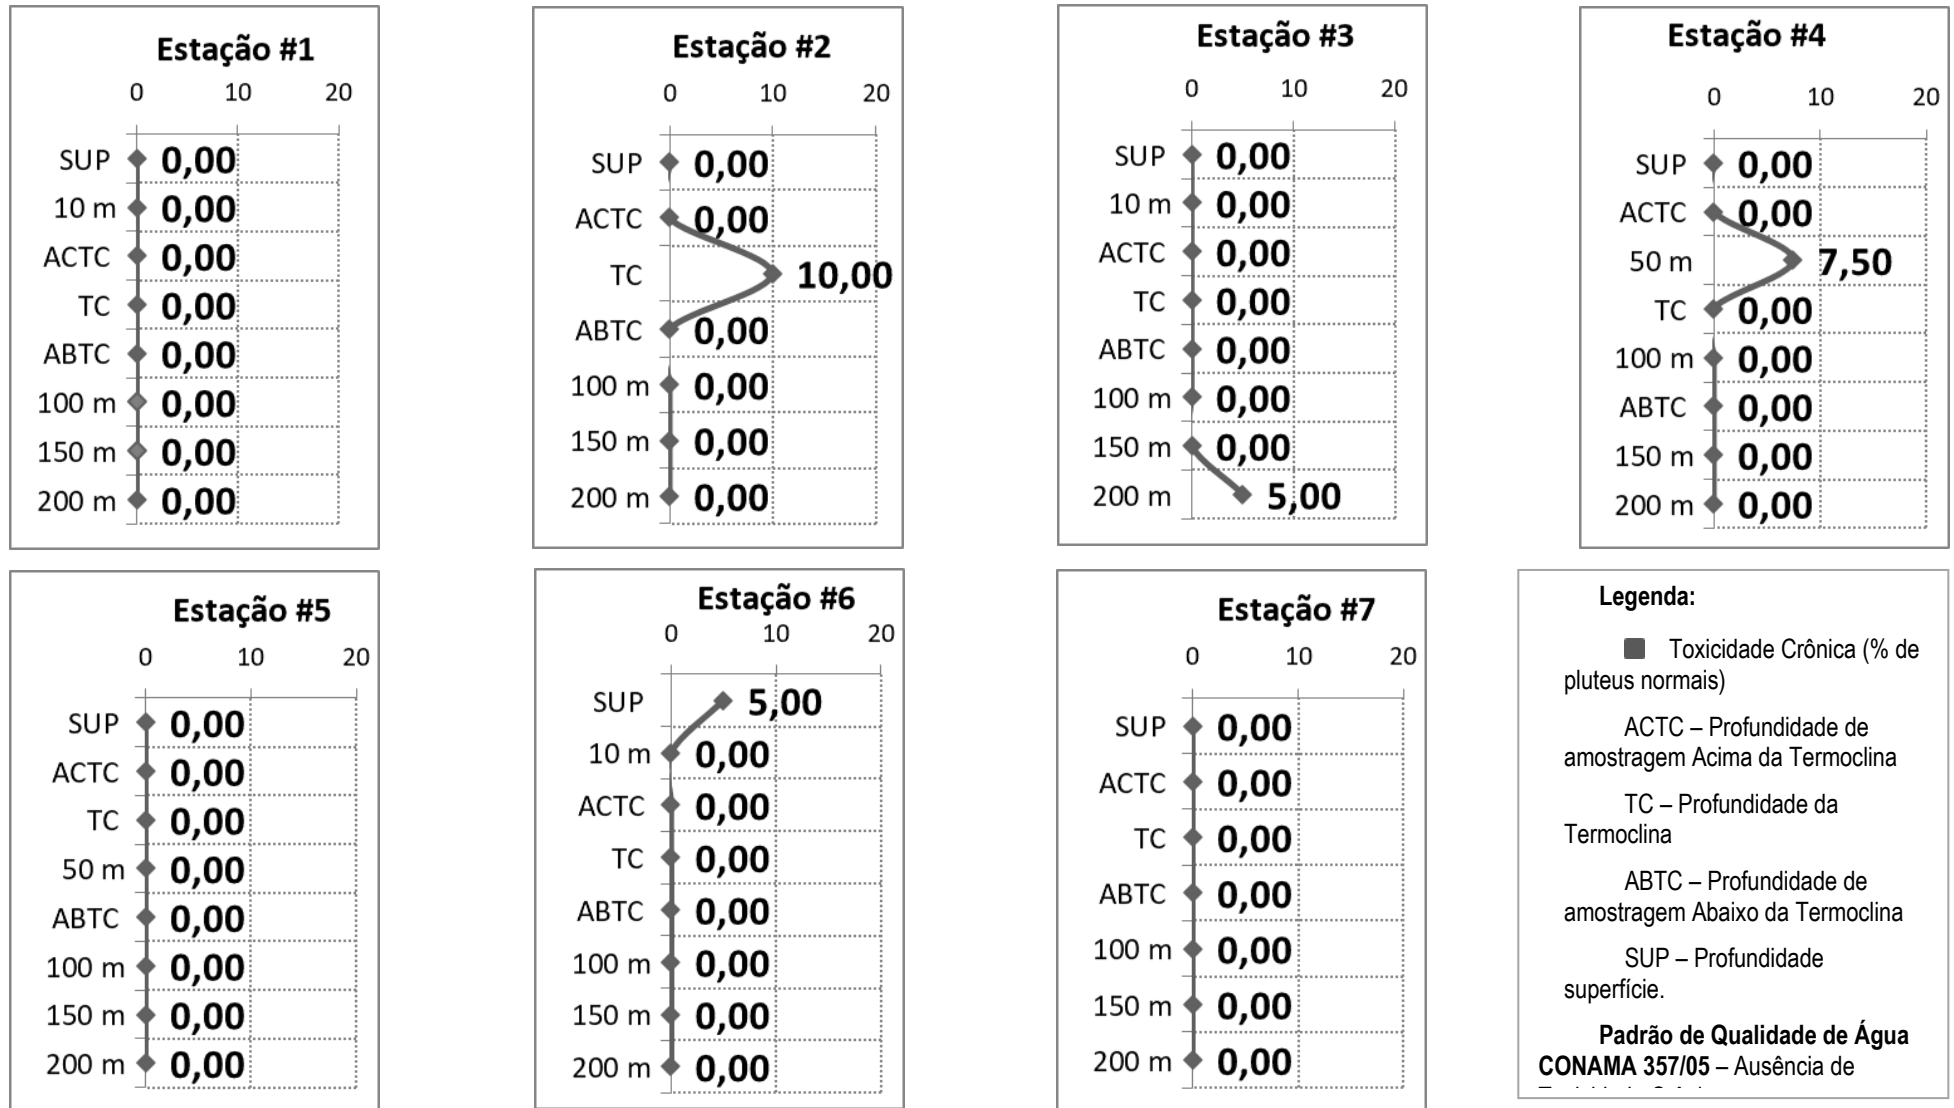 Estação #1
0 10 20
SUP 0,00
10 m 0,00
ACTC 0,00
TC 0,00
ABTC 0,00
100 m 0,00
150 m 0,00
200 m 0,00
Estação #2
0 10 20
SUP 0,00
ACTC 0,00
TC 10,00
ABTC 0,00
100 m 0,00
150 m 0,00
200 m 0,00
Estação #3
0 10 20
SUP 0,00
10 m 0,00
ACTC 0,00
TC 0,00
ABTC 0,00
100 m 0,00
150 m 0,00
200 m 5,00
Estação #4
0 10 20
SUP 0,00
ACTC 0,00
50 m 7,50
TC 0,00
100 m 0,00
ABTC 0,00
150 m 0,00
200 m 0,00
Estação #5
0 10 20
SUP 0,00
ACTC 0,00
TC 0,00
50 m 0,00
ABTC 0,00
100 m 0,00
150 m 0,00
200 m 0,00
Estação #6
0 10 20
SUP 5,00
10 m 0,00
ACTC 0,00
TC 0,00
ABTC 0,00
100 m 0,00
150 m 0,00
200 m 0,00
Estação #7
0 10 20
SUP 0,00
ACTC 0,00
TC 0,00
ABTC 0,00
100 m 0,00
150 m 0,00
200 m 0,00
Legenda:
Toxicidade Crônica (% de
pluteus normais)
ACTC – Profundidade de
amostragem Acima da Termoclina
TC – Profundidade da
Termoclina
ABTC – Profundidade de
amostragem Abaixo da Termoclina
SUP – Profundidade
superfície.
Padrão de Qualidade de Água
CONAMA 357/05 – Ausência de